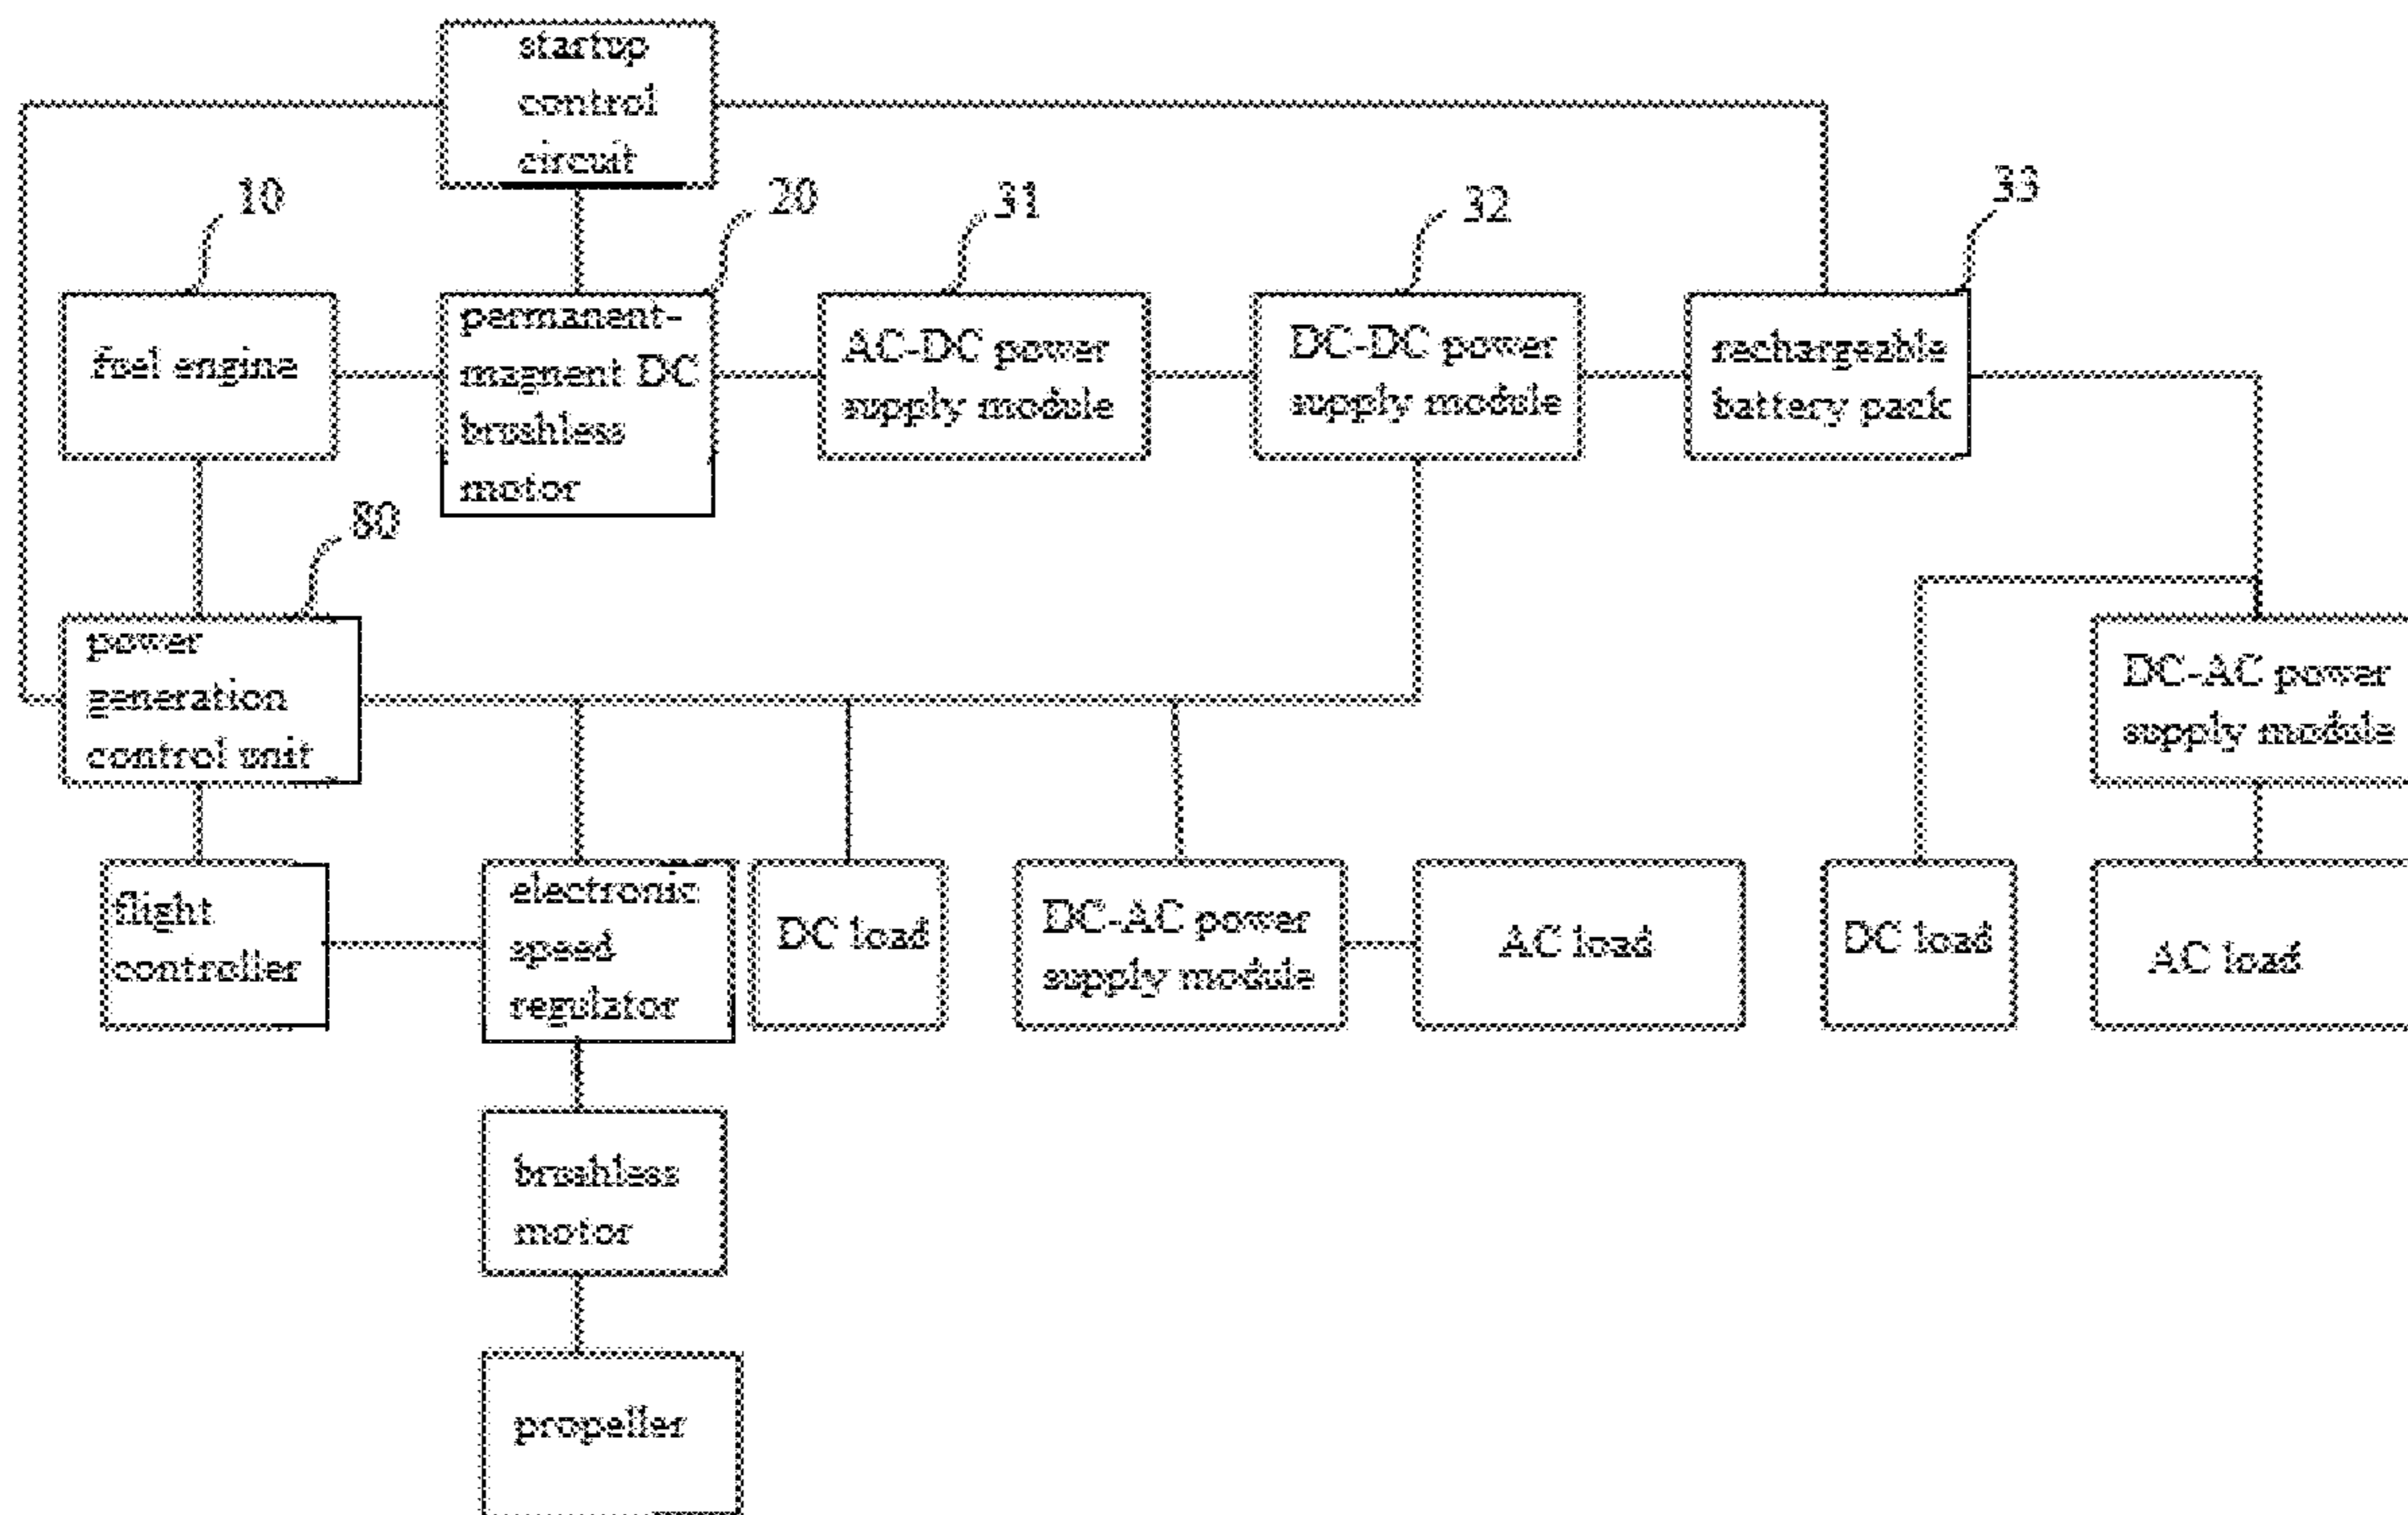 startup
control
circuit
10
20
31
32
33
fuel engine
permanent-
magnent DC
brushless
motor
AC-DC power
supply module
DC-DC power
supply module
rechargeable
battery pack
80
power
generation
control unit
DC-AC power
supply module
flight
controller
electronic
speed
regulator
DC load
DC-AC power
supply module
AC load
DC load
AC load
brushless
motor
propeller